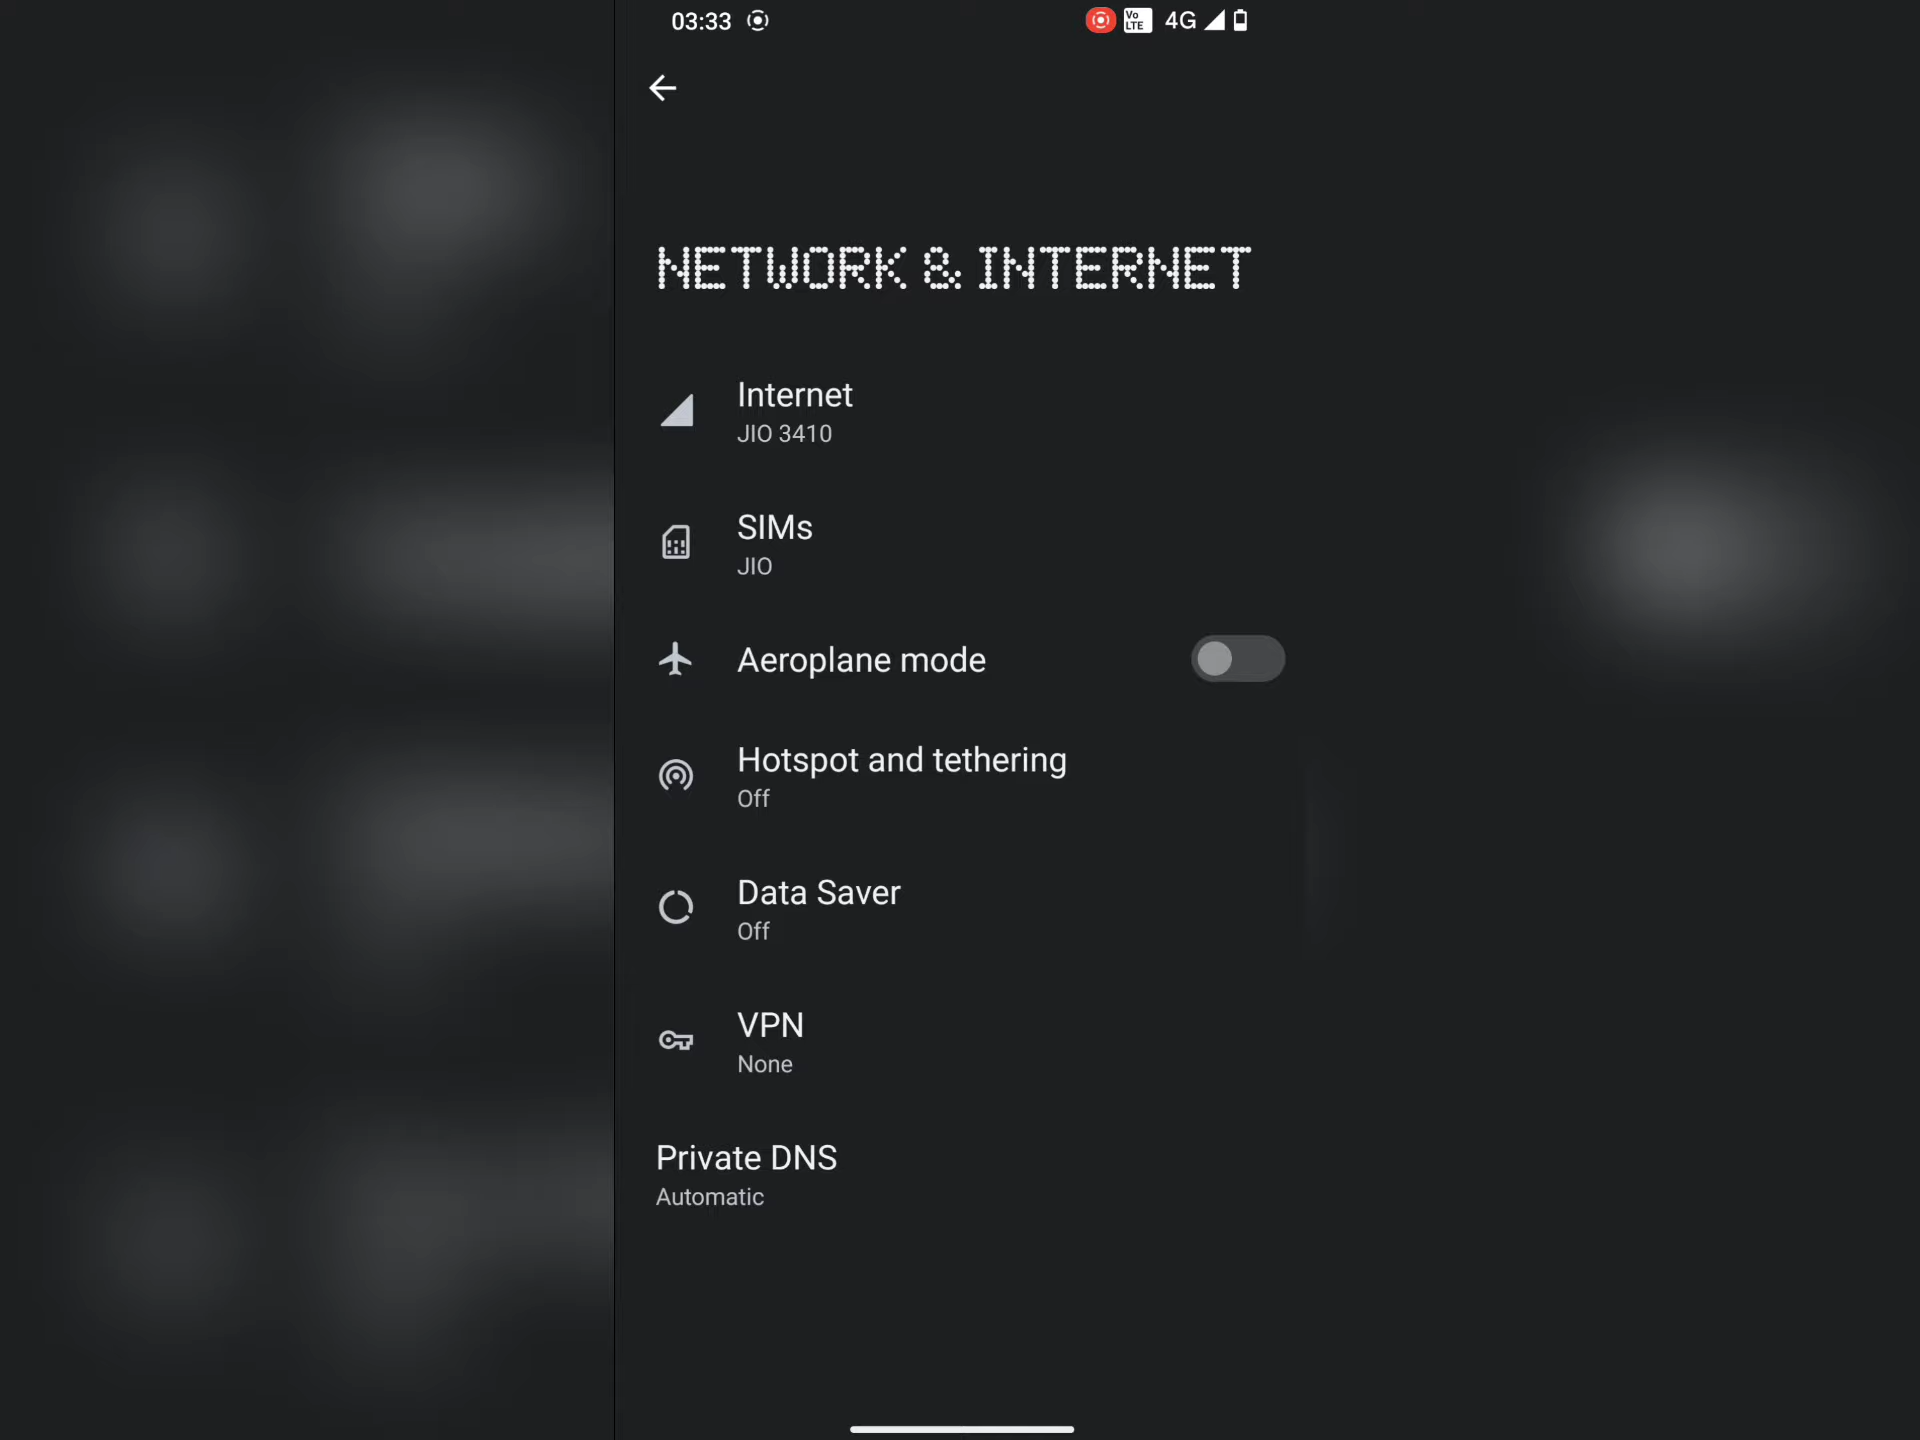 03:33
Vo LTE 4G
NETWORK & INTERNET
Internet
JIO 3410
SIMs
JIO
Aeroplane mode
Hotspot and tethering
Off
Data Saver
Off
VPN
None
Private DNS
Automatic